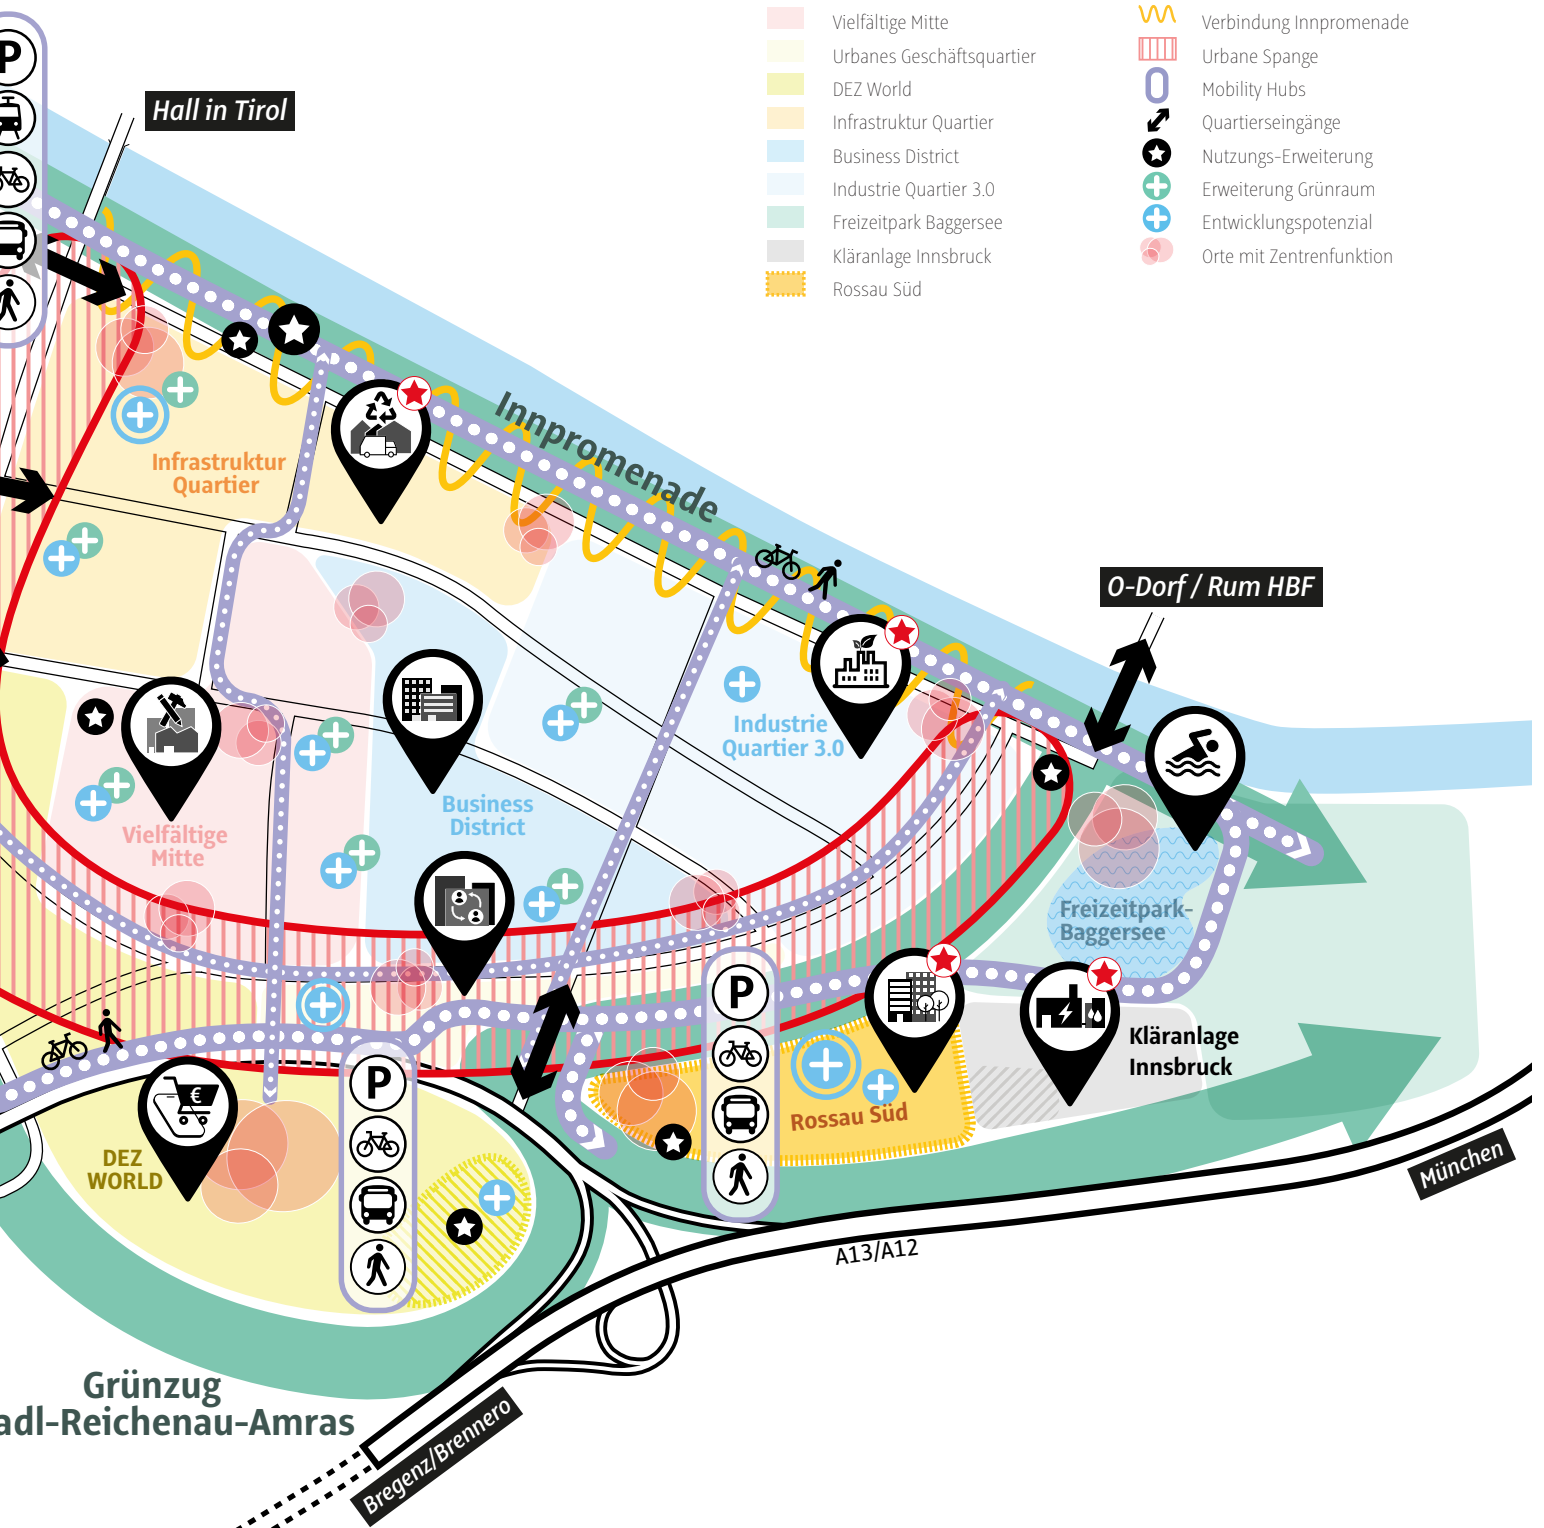 Vielfältige Mitte
Urbanes Geschäftsquartier
DEZ World
Infrastruktur Quartier
Business District
Industrie Quartier 3.0
Freizeitpark Baggersee
Kläranlage Innsbruck
Rossau Süd
Verbindung Innpromenade
Urbane Spange
Mobility Hubs
Quartierseingänge
Nutzungs-Erweiterung
Erweiterung Grünraum
Entwicklungspotenzial
Orte mit Zentrenfunktion
P
Hall in Tirol
Innpromenade
Infrastruktur
Quartier
O-Dorf / Rum HBF
Industrie
Quartier 3.0
Business
District
Vielfältige
Mitte
Freizeitpark-
Baggersee
P
Kläranlage
Innsbruck
P
€
Rossau Süd
DEZ
WORLD
München
A13/A12
Grünzug
adl-Reichenau-Amras
Bregenz/Brennero